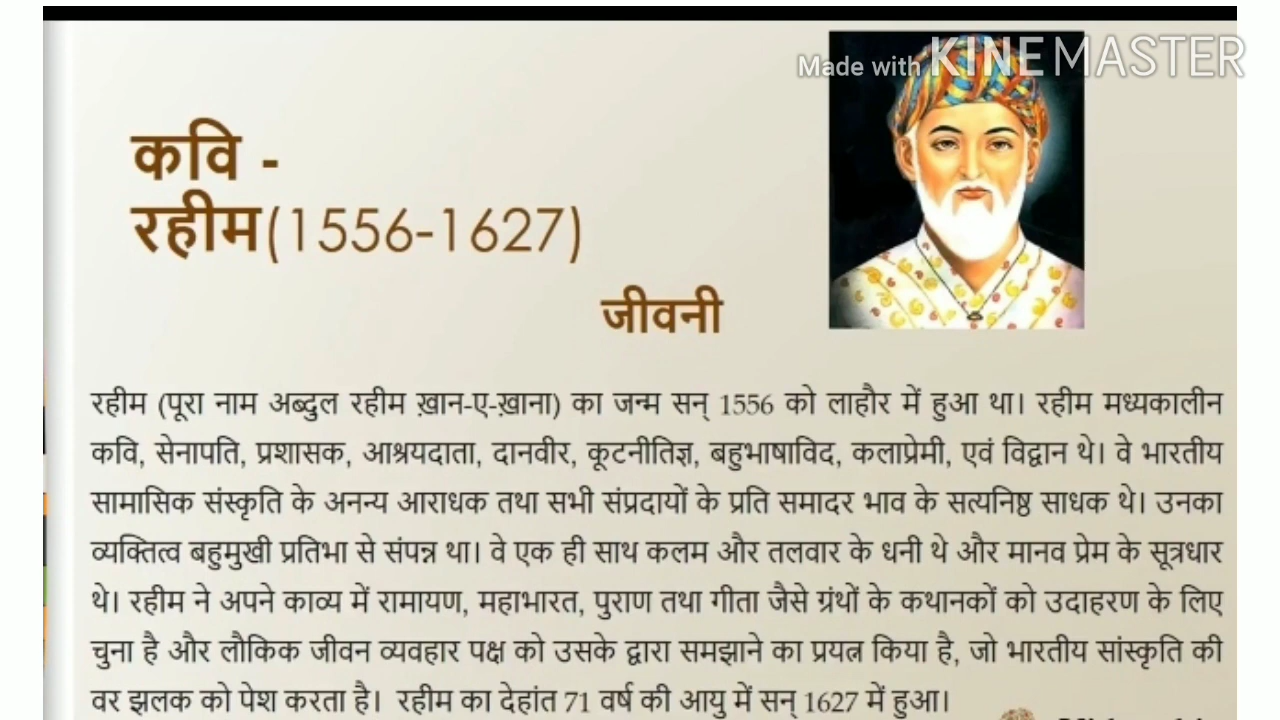 Made with KINEMASTER
कवि -
रहीम(1556-1627)
जीवनी
रहीम (पूरा नाम अब्दुल रहीम ख़ान-ए-ख़ाना) का जन्म सन् 1556 को लाहौर में हुआ था। रहीम मध्यकालीन
कवि, सेनापति, प्रशासक, आश्रयदाता, दानवीर, कूटनीतिज्ञ, बहुभाषाविद, कलाप्रेमी, एवं विद्वान थे। वे भारतीय
सामासिक संस्कृति के अनन्य आराधक तथा सभी संप्रदायों के प्रति समादर भाव के सत्यनिष्ठ साधक थे। उनका
व्यक्तित्व बहुमुखी प्रतिभा से संपन्न था। वे एक ही साथ कलम और तलवार के धनी थे और मानव प्रेम के सूत्रधार
थे। रहीम ने अपने काव्य में रामायण, महाभारत, पुराण तथा गीता जैसे ग्रंथों के कथानकों को उदाहरण के लिए
चुना है और लौकिक जीवन व्यवहार पक्ष को उसके द्वारा समझाने का प्रयत्न किया है, जो भारतीय सांस्कृति की
वर झलक को पेश करता है। रहीम का देहांत 71 वर्ष की आयु में सन् 1627 में हुआ।